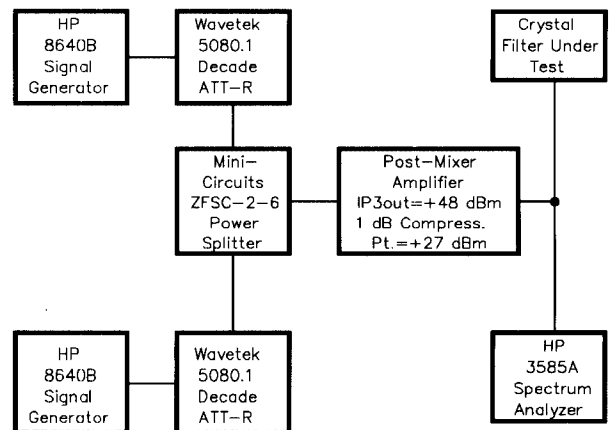 HP
8640B
Signal
Generator
Wavetek
5080.1
Decade
ATT-R
Crystal
Filter Under
Test
Mini-
Circuits
ZFSC-2-6
Power
Splitter
Post-Mixer
Amplifier
IP3out=+48 dBm
1 dB Compress.
Pt.=+27 dBm
HP
8640B
Signal
Generator
Wavetek
5080.1
Decade
ATT-R
HP
3585A
Spectrum
Analyzer